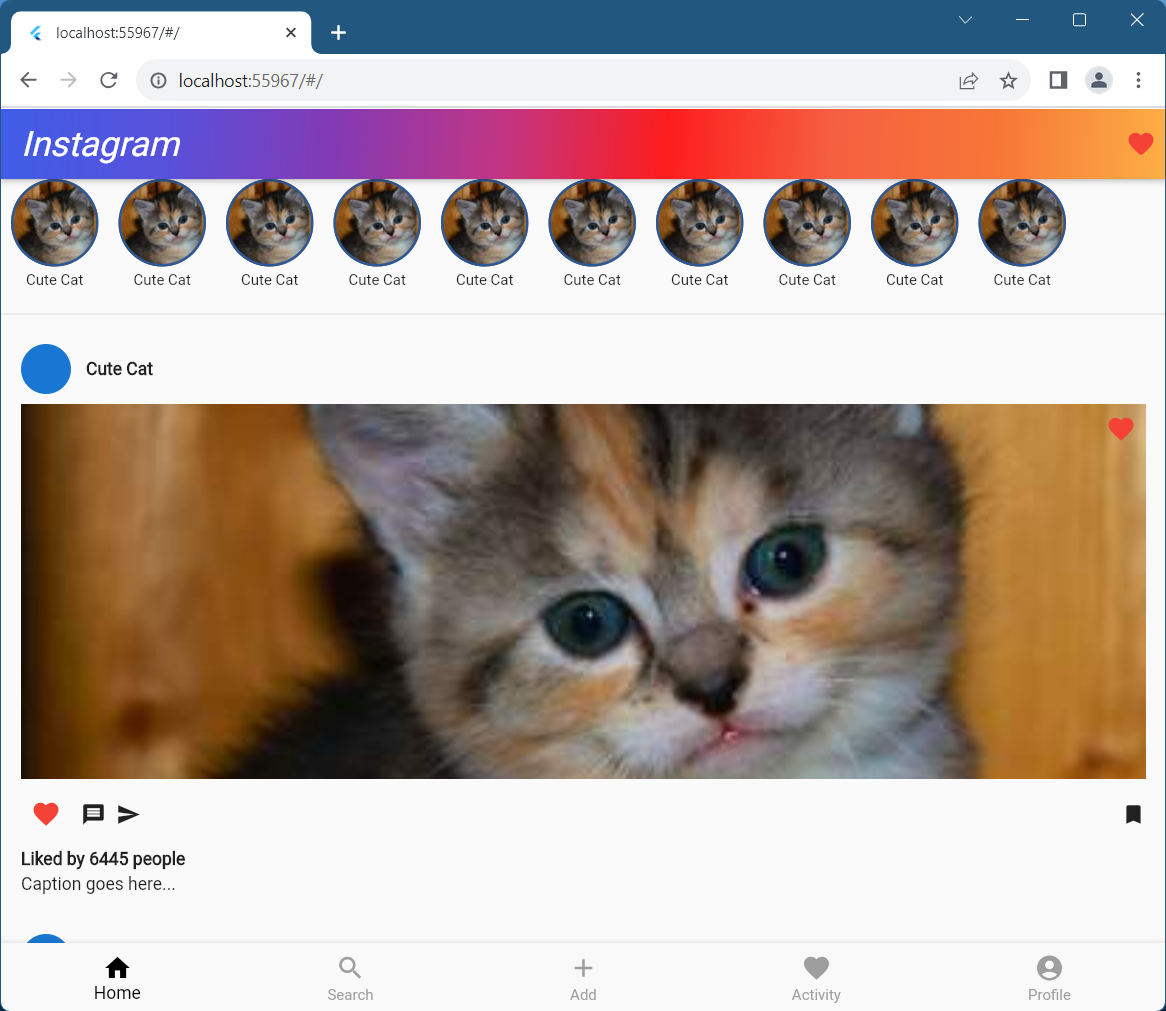 localhost:55967/#/
localhost:55967/#/
Instagram
Cute Cat Cute Cat Cute Cat Cute Cat Cute Cat Cute Cat Cute Cat Cute Cat Cute Cat Cute Cat
Cute Cat
Liked by 6445 people
Caption goes here...
Home Search Add Activity Profile